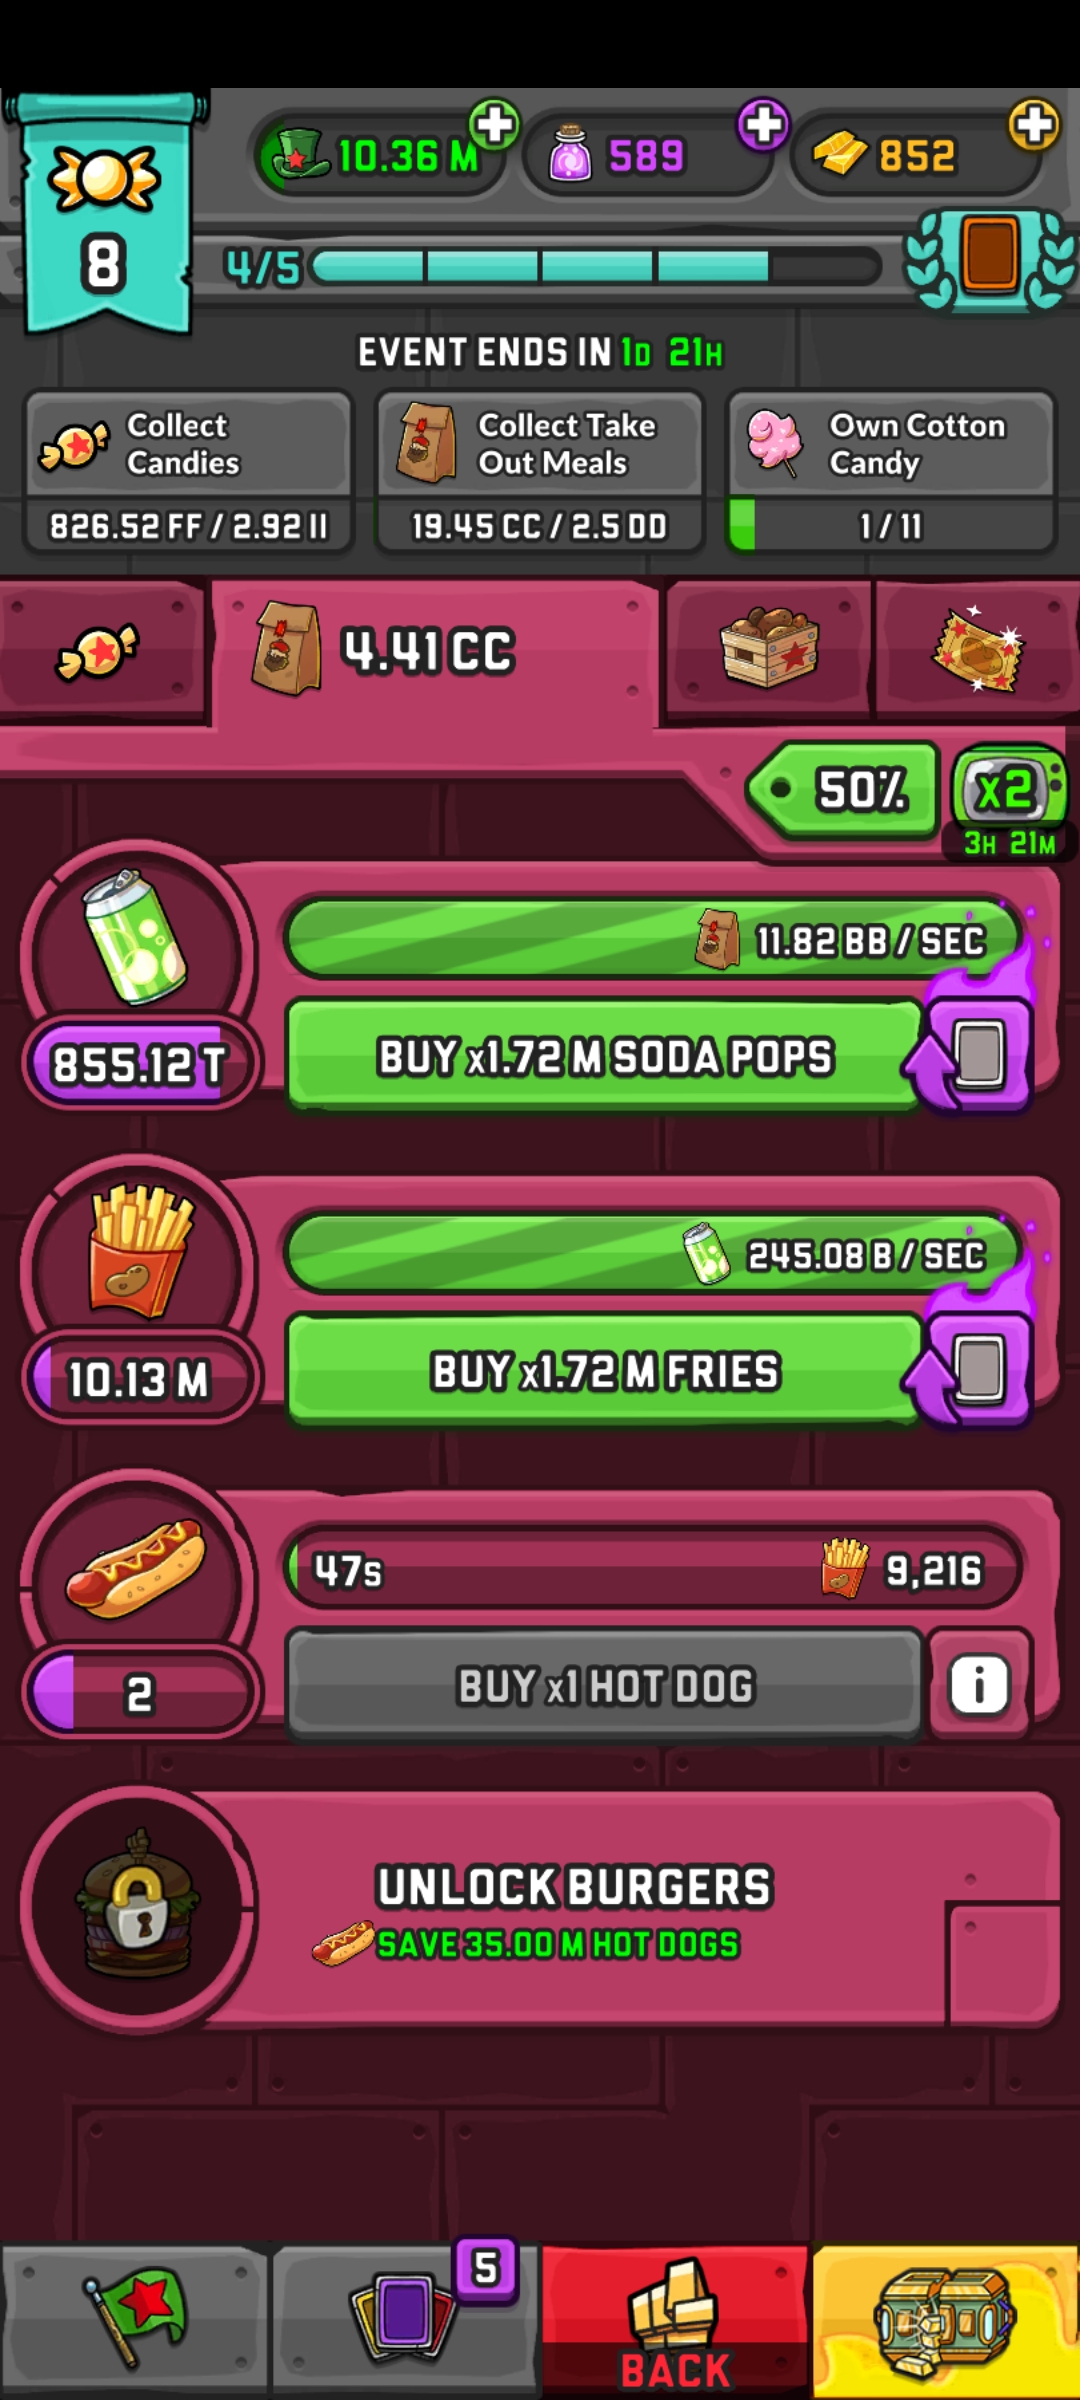 10.36 M
589
852
8
4/5
EVENT ENDS IN 1D 21H
Collect
Candies
826.52 FF / 2.92 II
Collect Take
Out Meals
19.45 CC / 2.5 DD
Own Cotton
Candy
1 / 11
4.41 CC
50%
x2
3H 21M
11.82 BB / SEC
855.12 T
BUY x1.72 M SODA POPS
245.08 B / SEC
10.13 M
BUY x1.72 M FRIES
47s
9,216
2
BUY x1 HOT DOG
i
UNLOCK BURGERS
SAVE 35.00 M HOT DOGS
5
BACK